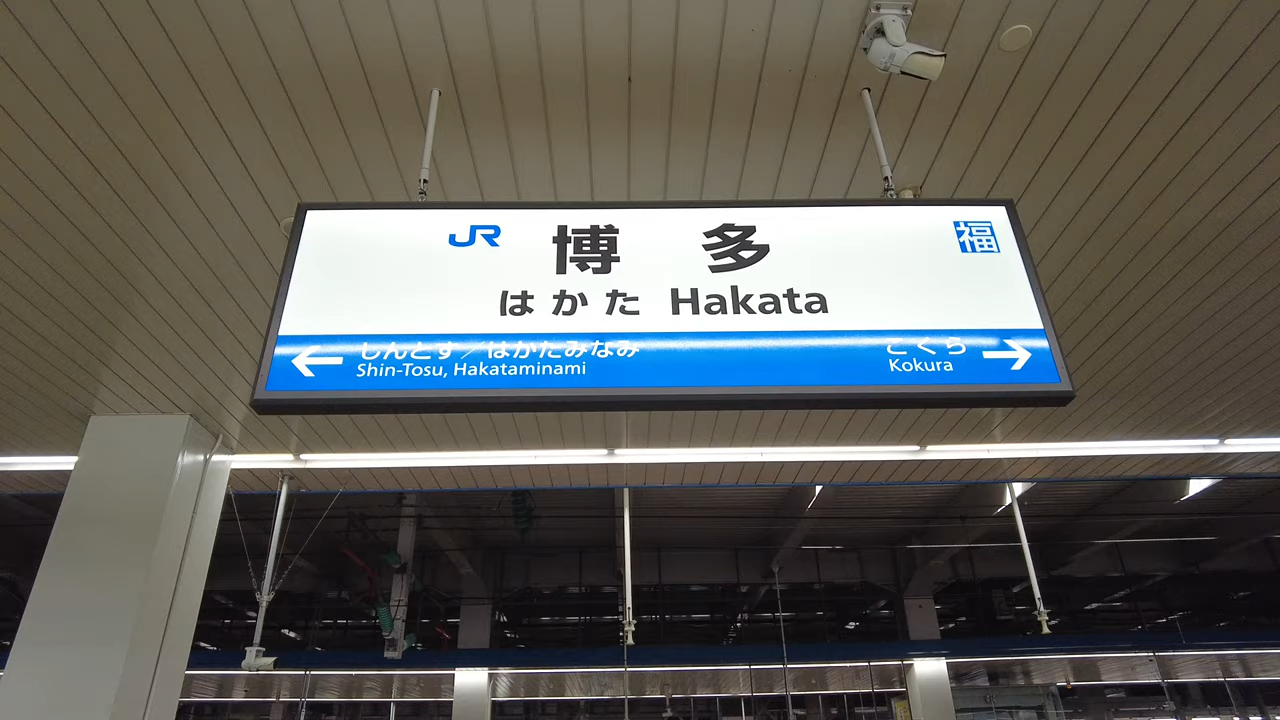 JR 博多 福
はかた Hakata
← しんとす／はかたみなみ こくら →
Shin-Tosu, Hakataminami Kokura